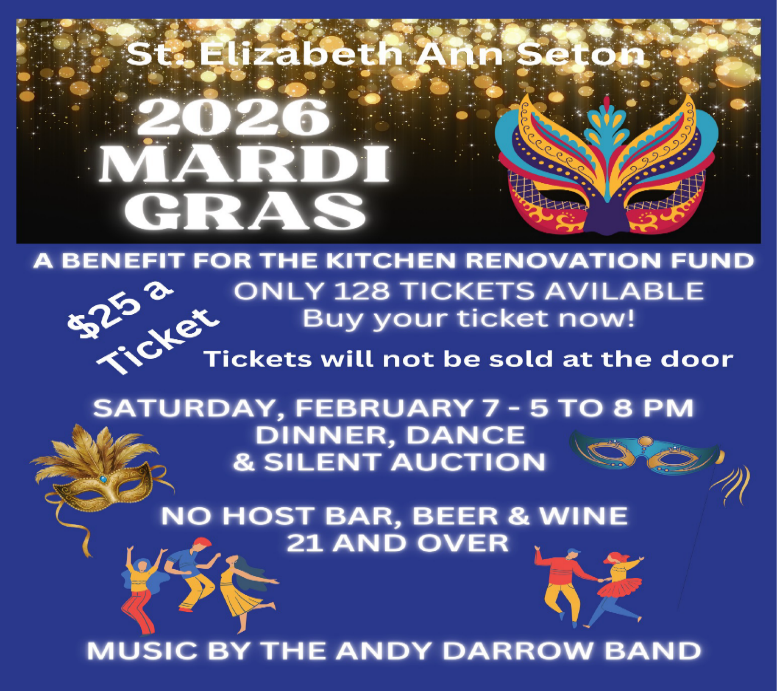 St. Elizabeth Ann Seton
2026
MARDI
GRAS
A BENEFIT FOR THE KITCHEN RENOVATION FUND
$25 a
Ticket
ONLY 128 TICKETS AVILABLE
Buy your ticket now!
Tickets will not be sold at the door
SATURDAY, FEBRUARY 7 - 5 TO 8 PM
DINNER, DANCE
& SILENT AUCTION
NO HOST BAR, BEER & WINE
21 AND OVER
MUSIC BY THE ANDY DARROW BAND